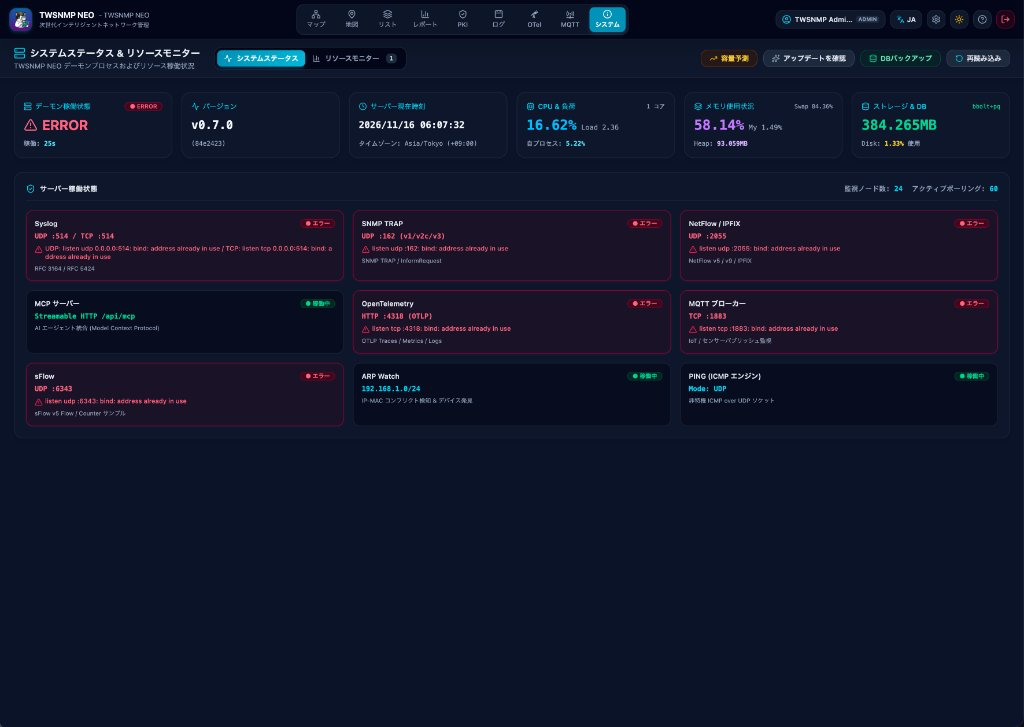 TWSNMP NEO - TWSNMP NEO
次世代インテリジェントネットワーク管理
マップ 地図 リスト レポート PKI ログ OTel MQTT システム
TWSNMP Admi... ADMIN JA
システムステータス & リソースモニター
TWSNMP NEO デーモンプロセスおよびリソース稼働状況
システムステータス リソースモニター 1
容量予測 アップデートを確認 DBバックアップ 再読み込み
デーモン稼働状態 ERROR
ERROR
稼働: 25s
バージョン
v0.7.0
(84e2423)
サーバー現在時刻
2026/11/16 06:07:32
タイムゾーン: Asia/Tokyo (+09:00)
CPU & 負荷 1 コア
16.62% Load 2.36
自プロセス: 5.22%
メモリ使用状況 Swap 84.36%
58.14% My 1.49%
Heap: 93.059MB
ストレージ & DB bbolt+pq
384.265MB
Disk: 1.33% 使用
サーバー稼働状態 監視ノード数: 24 アクティブポーリング: 60
Syslog エラー
UDP :514 / TCP :514
UDP: listen udp 0.0.0.0:514: bind: address already in use / TCP: listen tcp 0.0.0.0:514: bind: a
ddress already in use
RFC 3164 / RFC 5424
SNMP TRAP エラー
UDP :162 (v1/v2c/v3)
listen udp :162: bind: address already in use
SNMP TRAP / InformRequest
NetFlow / IPFIX エラー
UDP :2055
listen udp :2055: bind: address already in use
NetFlow v5 / v9 / IPFIX
MCP サーバー 稼働中
Streamable HTTP /api/mcp
AI エージェント統合 (Model Context Protocol)
OpenTelemetry エラー
HTTP :4318 (OTLP)
listen tcp :4318: bind: address already in use
OTLP Traces / Metrics / Logs
MQTT ブローカー エラー
TCP :1883
listen tcp :1883: bind: address already in use
IoT / センサーパブリッシュ監視
sFlow エラー
UDP :6343
listen udp :6343: bind: address already in use
sFlow v5 Flow / Counter サンプル
ARP Watch 稼働中
192.168.1.0/24
IP-MAC コンフリクト検知 & デバイス発見
PING (ICMP エンジン) 稼働中
Mode: UDP
非特権 ICMP over UDP ソケット